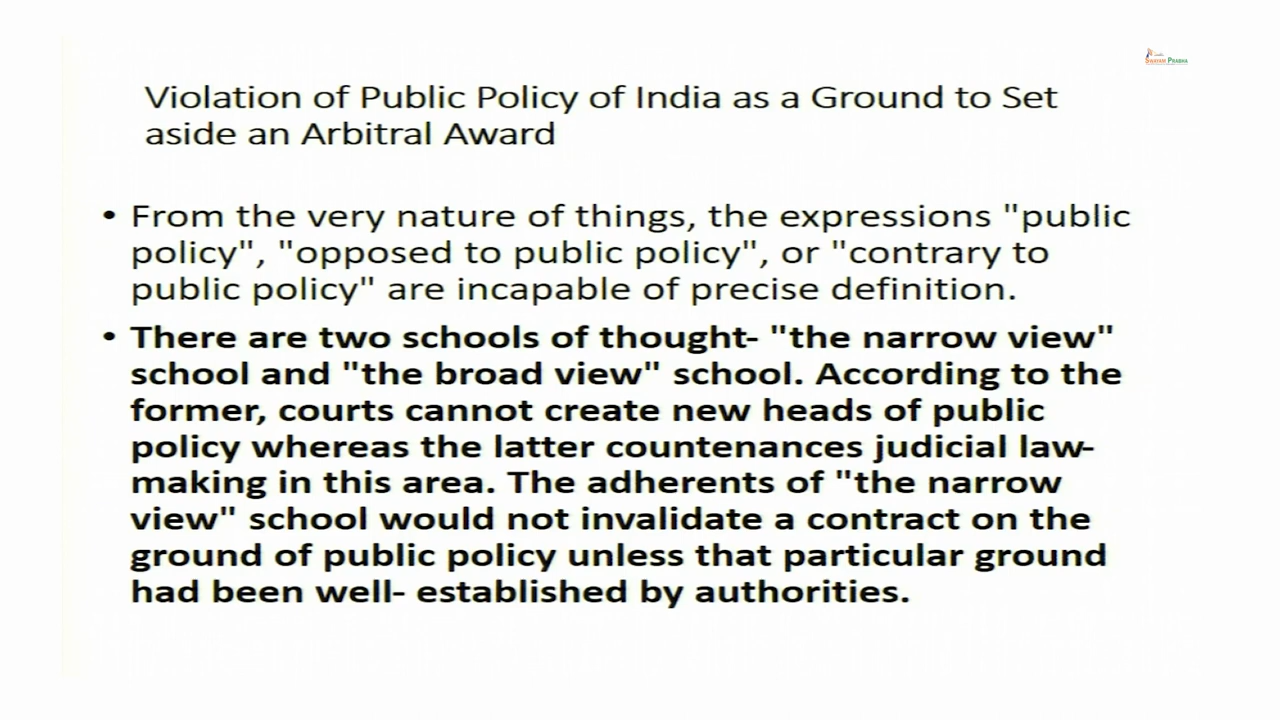 Swayam Prabha
Violation of Public Policy of India as a Ground to Set
aside an Arbitral Award
• From the very nature of things, the expressions "public
policy", "opposed to public policy", or "contrary to
public policy" are incapable of precise definition.
• There are two schools of thought- "the narrow view"
school and "the broad view" school. According to the
former, courts cannot create new heads of public
policy whereas the latter countenances judicial law-
making in this area. The adherents of "the narrow
view" school would not invalidate a contract on the
ground of public policy unless that particular ground
had been well- established by authorities.